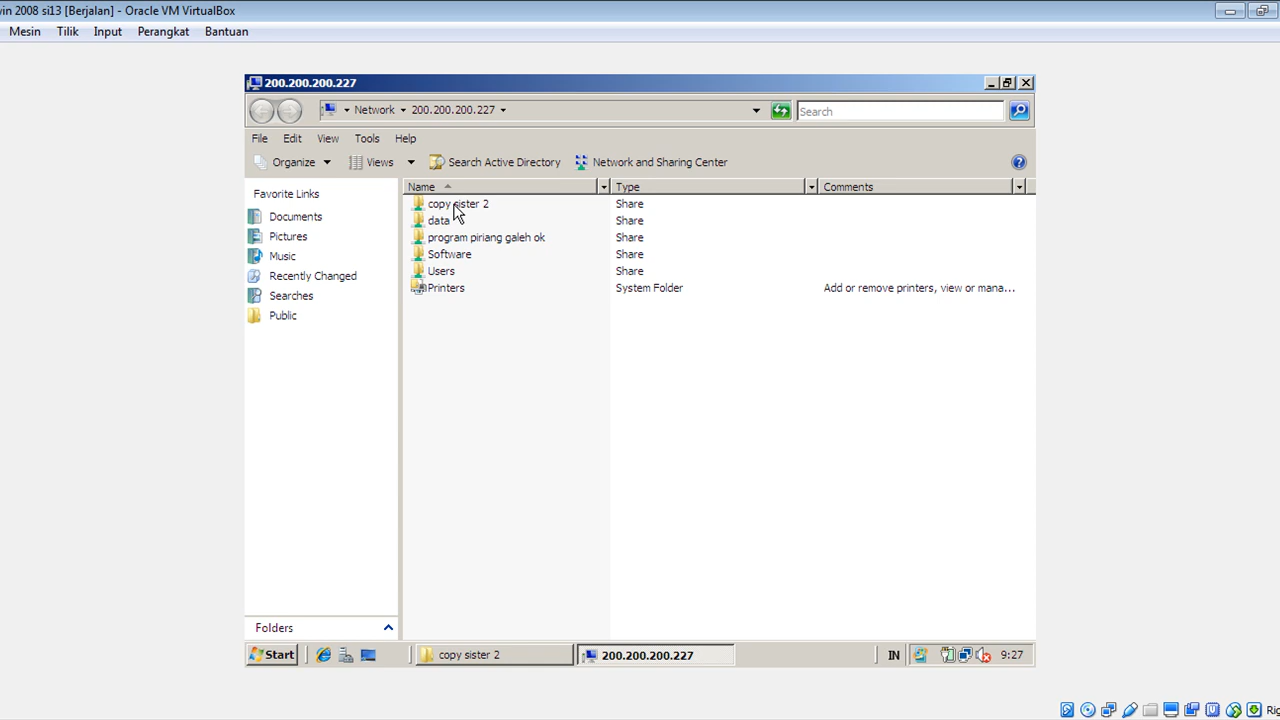 vin 2008 si13 [Berjalan] - Oracle VM VirtualBox
Mesin Tilik Input Perangkat Bantuan
200.200.200.227
Network 200.200.200.227 Search
File Edit View Tools Help
Organize Views Search Active Directory Network and Sharing Center
Favorite Links
Documents
Pictures
Music
Recently Changed
Searches
Public
Folders
Name Type Comments
copy sister 2 Share
data Share
program piriang galeh ok Share
Software Share
Users Share
Printers System Folder Add or remove printers, view or mana...
Start copy sister 2 200.200.200.227 IN 9:27
Rig